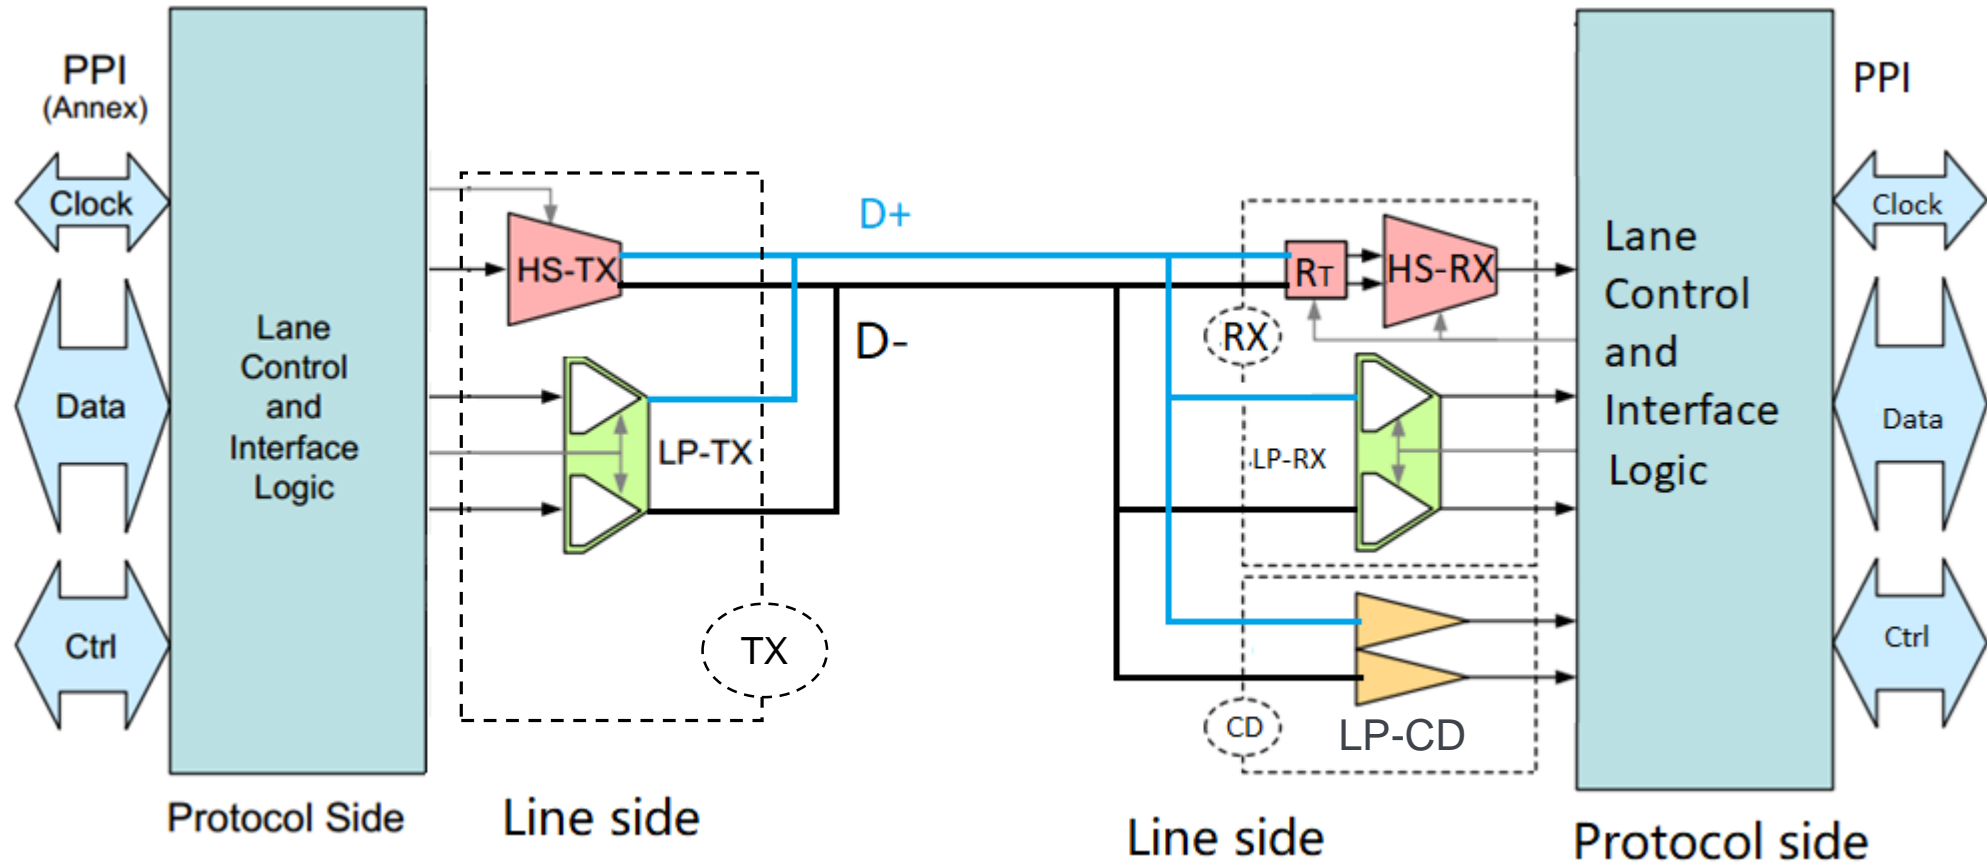 PPI
(Annex)
Clock
Data
Ctrl
Lane
Control
and
Interface
Logic
Protocol Side
HS-TX
LP-TX
TX
Line side
D+
D-
RT
HS-RX
RX
LP-RX
CD
LP-CD
Line side
Lane
Control
and
Interface
Logic
Protocol side
PPI
Clock
Data
Ctrl